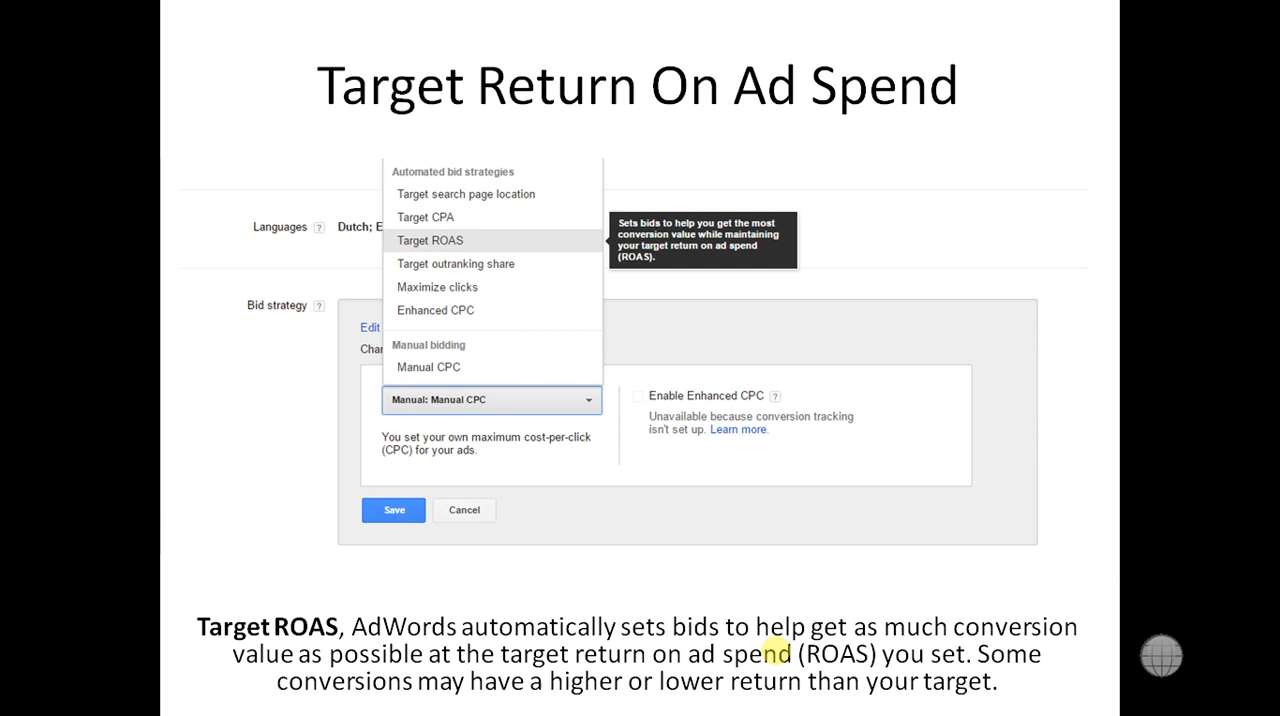 Target Return On Ad Spend
Automated bid strategies
Target search page location
Target CPA
Target ROAS
Target outranking share
Maximize clicks
Enhanced CPC
Manual bidding
Manual CPC
Sets bids to help you get the most
conversion value while maintaining
your target return on ad spend
(ROAS).
Languages ?
Dutch; E
Bid strategy ?
Edit
Char
Manual: Manual CPC
You set your own maximum cost-per-click
(CPC) for your ads.
Enable Enhanced CPC ?
Unavailable because conversion tracking
isn't set up. Learn more.
Save
Cancel
Target ROAS, AdWords automatically sets bids to help get as much conversion
value as possible at the target return on ad spend (ROAS) you set. Some
conversions may have a higher or lower return than your target.